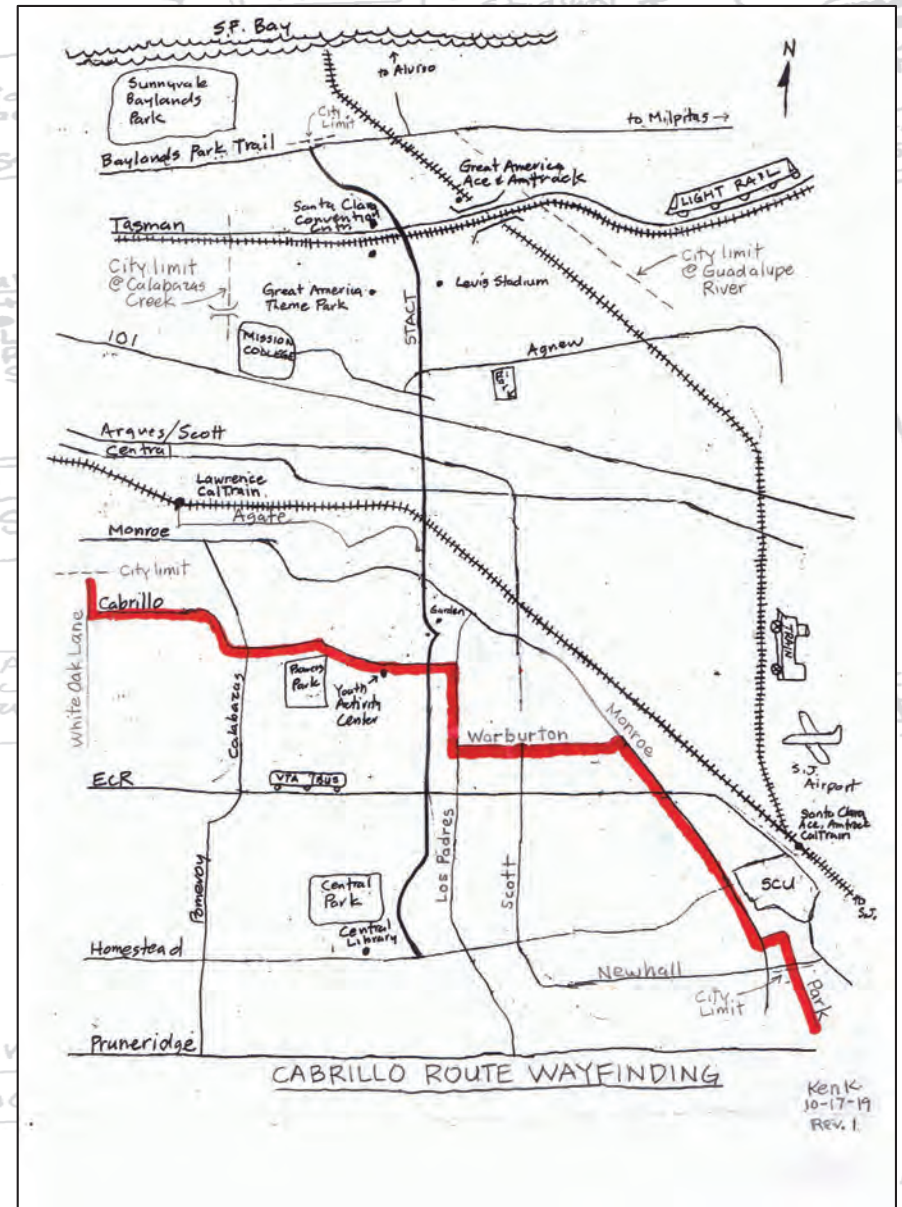 S.F. Bay
N
to Alviso
Sunnyvale
Baylands
Park
City
Limit
to Milpitas →
Baylands Park Trail
Great America
Ace & Amtrack
LIGHT RAIL
Santa Clara
Convention
Cntr.
Tasman
City limit
@ Calabazas
Creek
City limit
@ Guadalupe
River
Great America
Theme Park
Levis Stadium
STACT
101
MISSION
COLLEGE
Agnew
Arques/Scott
Central
Lawrence
CalTrain
Agate
Monroe
City limit
Cabrillo
Garden
TRAIN
White Oak Lane
Calabazas
Youth
Activity
Center
Warburton
Monroe
S.J.
Airport
ECR
VTA BUS
Santa Clara
Ace, Amtrack
CalTrain
Pomeroy
Central
Park
Los Padres
Scott
SCU
to
S.J.
Central
Library
Homestead
Newhall
City
Limit
Park
Pruneridge
CABRILLO ROUTE WAYFINDING
Ken K.
10-17-19
Rev. 1